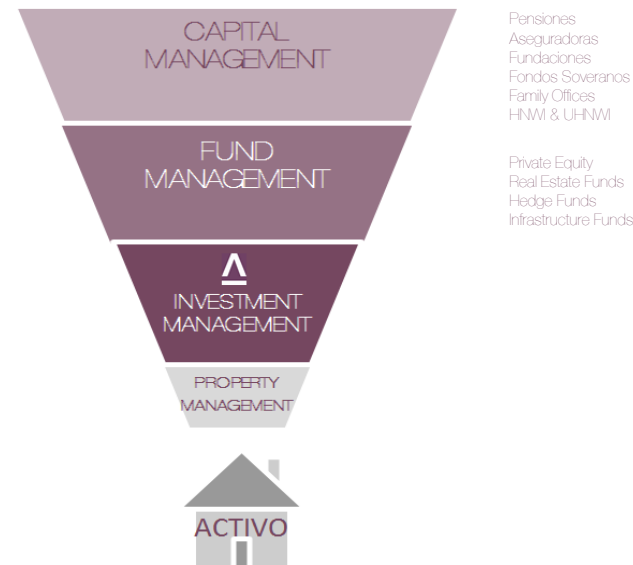 CAPITAL
MANAGEMENT
Pensiones
Aseguradoras
Fundaciones
Fondos Soveranos
Family Offices
HNWI & UHNWI
FUND
MANAGEMENT
Private Equity
Real Estate Funds
Hedge Funds
Infrastructure Funds
INVESTMENT
MANAGEMENT
PROPERTY
MANAGEMENT
ACTIVO